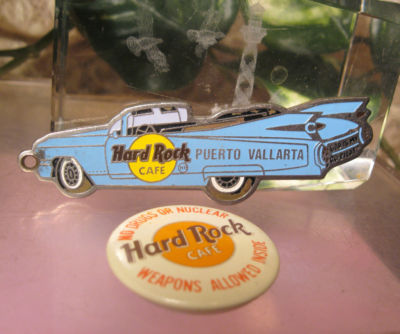 Hard Rock
CAFE
PUERTO VALLARTA
NO DRUGS OR NUCLEAR
Hard Rock
CAFE
WEAPONS ALLOWED INSIDE